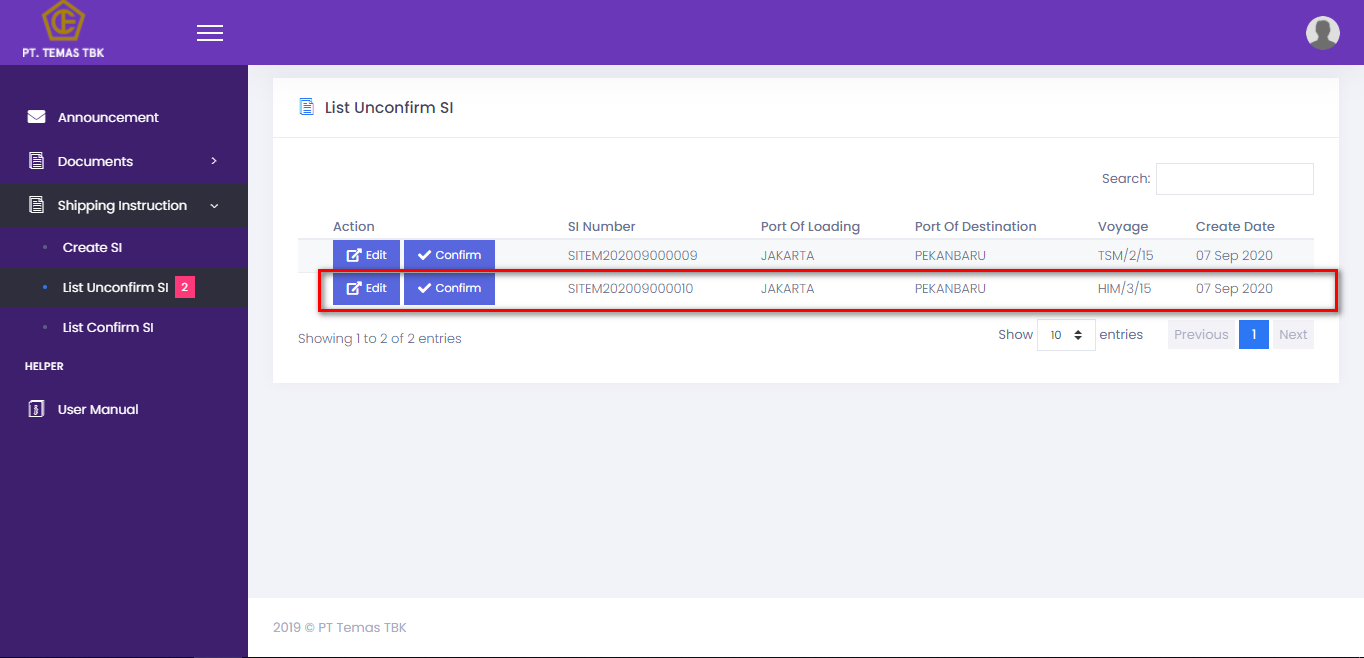 PT. TEMAS TBK
Announcement
Documents
Shipping Instruction
Create SI
List Unconfirm SI 2
List Confirm SI
HELPER
User Manual
List Unconfirm SI
Search:
Action SI Number Port Of Loading Port Of Destination Voyage Create Date
Edit Confirm SITEM202009000009 JAKARTA PEKANBARU TSM/2/15 07 Sep 2020
Edit Confirm SITEM202009000010 JAKARTA PEKANBARU HIM/3/15 07 Sep 2020
Showing 1 to 2 of 2 entries Show 10 entries Previous 1 Next
2019 © PT Temas TBK